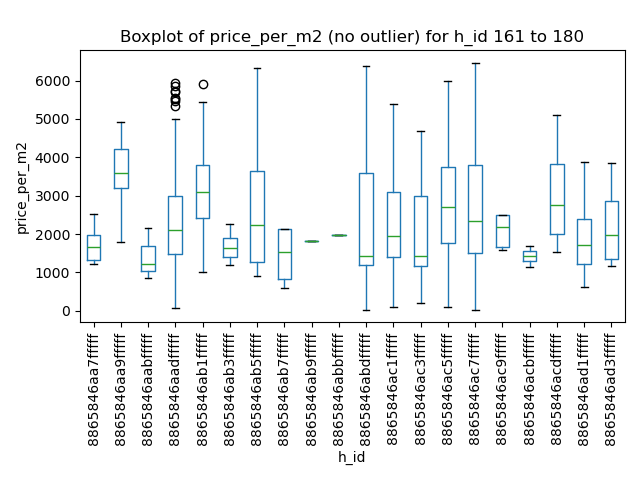 Boxplot of price_per_m2 (no outlier) for h_id 161 to 180
6000
5000
4000
3000
2000
1000
0
price_per_m2
8865846aa7fffff
8865846aa9fffff
8865846aabfffff
8865846aadfffff
8865846ab1fffff
8865846ab3fffff
8865846ab5fffff
8865846ab7fffff
8865846ab9fffff
8865846abbfffff
8865846abdfffff
8865846ac1fffff
8865846ac3fffff
8865846ac5fffff
8865846ac7fffff
8865846ac9fffff
8865846acbfffff
8865846acdfffff
8865846ad1fffff
8865846ad3fffff
h_id